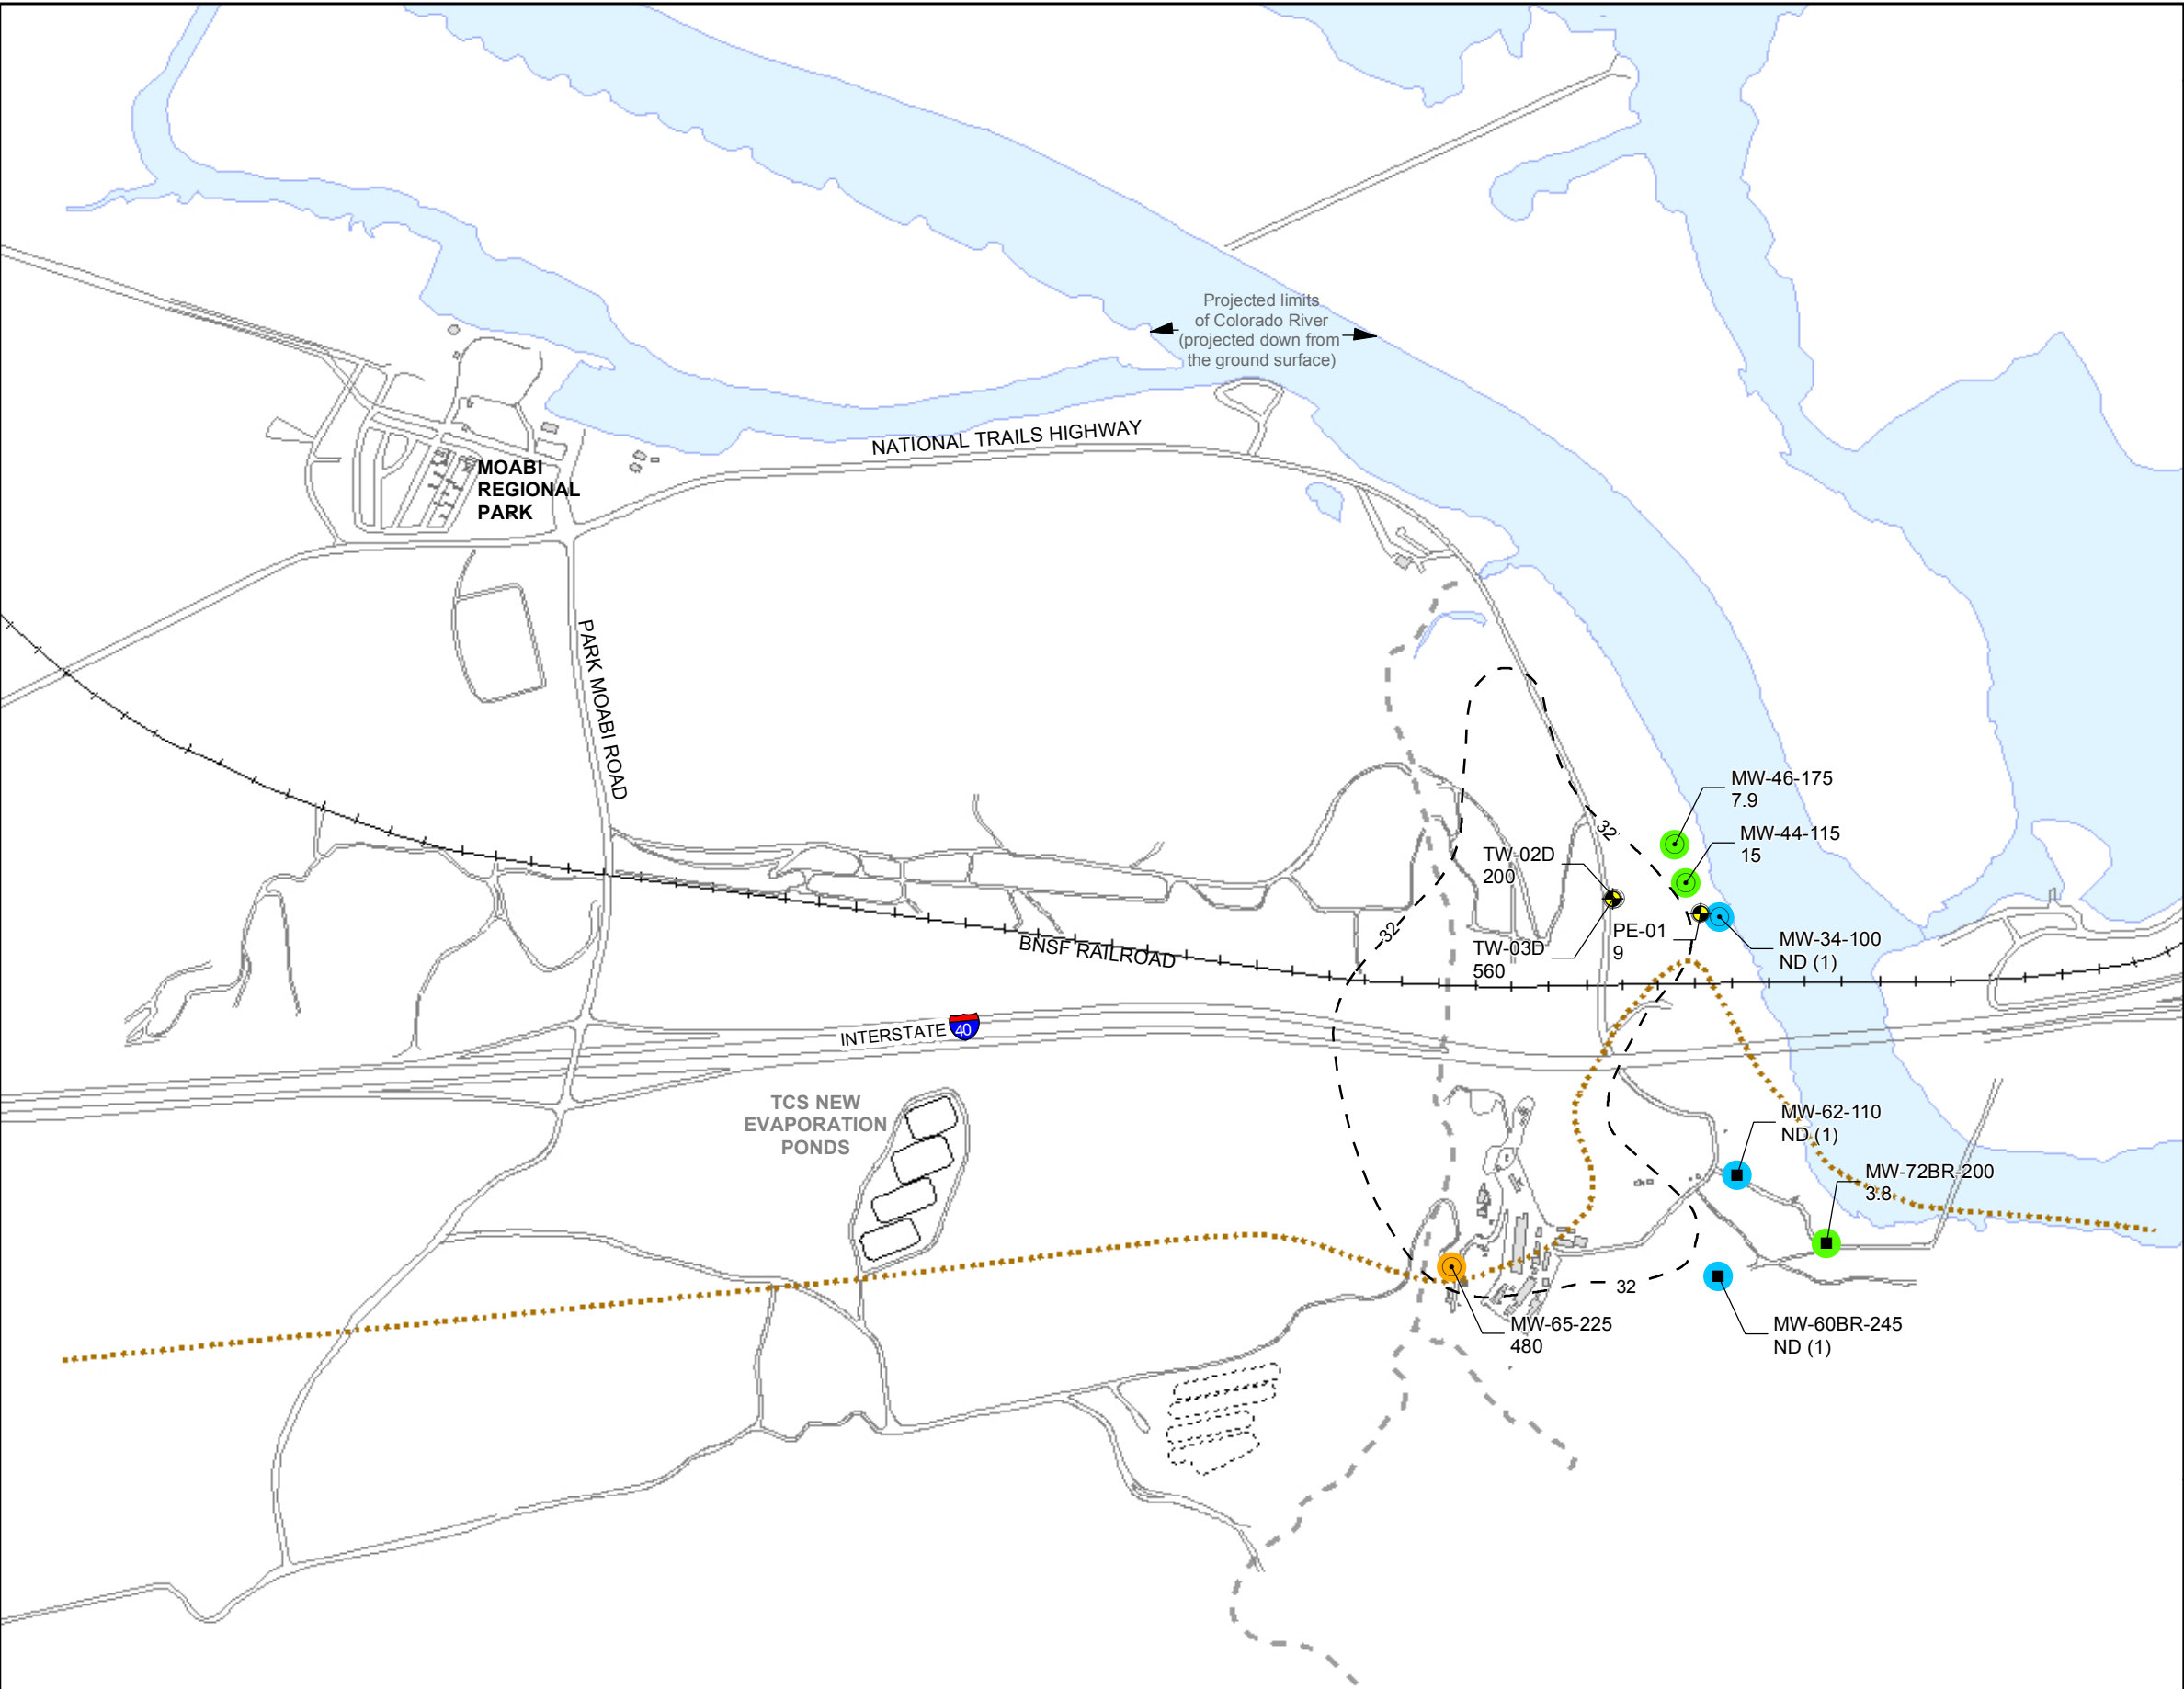 Projected limits
of Colorado River
(projected down from
the ground surface)
NATIONAL TRAILS HIGHWAY
MOABI
REGIONAL
PARK
PARK MOABI ROAD
MW-46-175
7.9
MW-44-115
15
32
TW-02D
200
32
PE-01
9
TW-03D
560
MW-34-100
ND (1)
BNSF RAILROAD
INTERSTATE 40
TCS NEW
EVAPORATION
PONDS
MW-62-110
ND (1)
MW-72BR-200
3.8
32
MW-65-225
480
MW-60BR-245
ND (1)